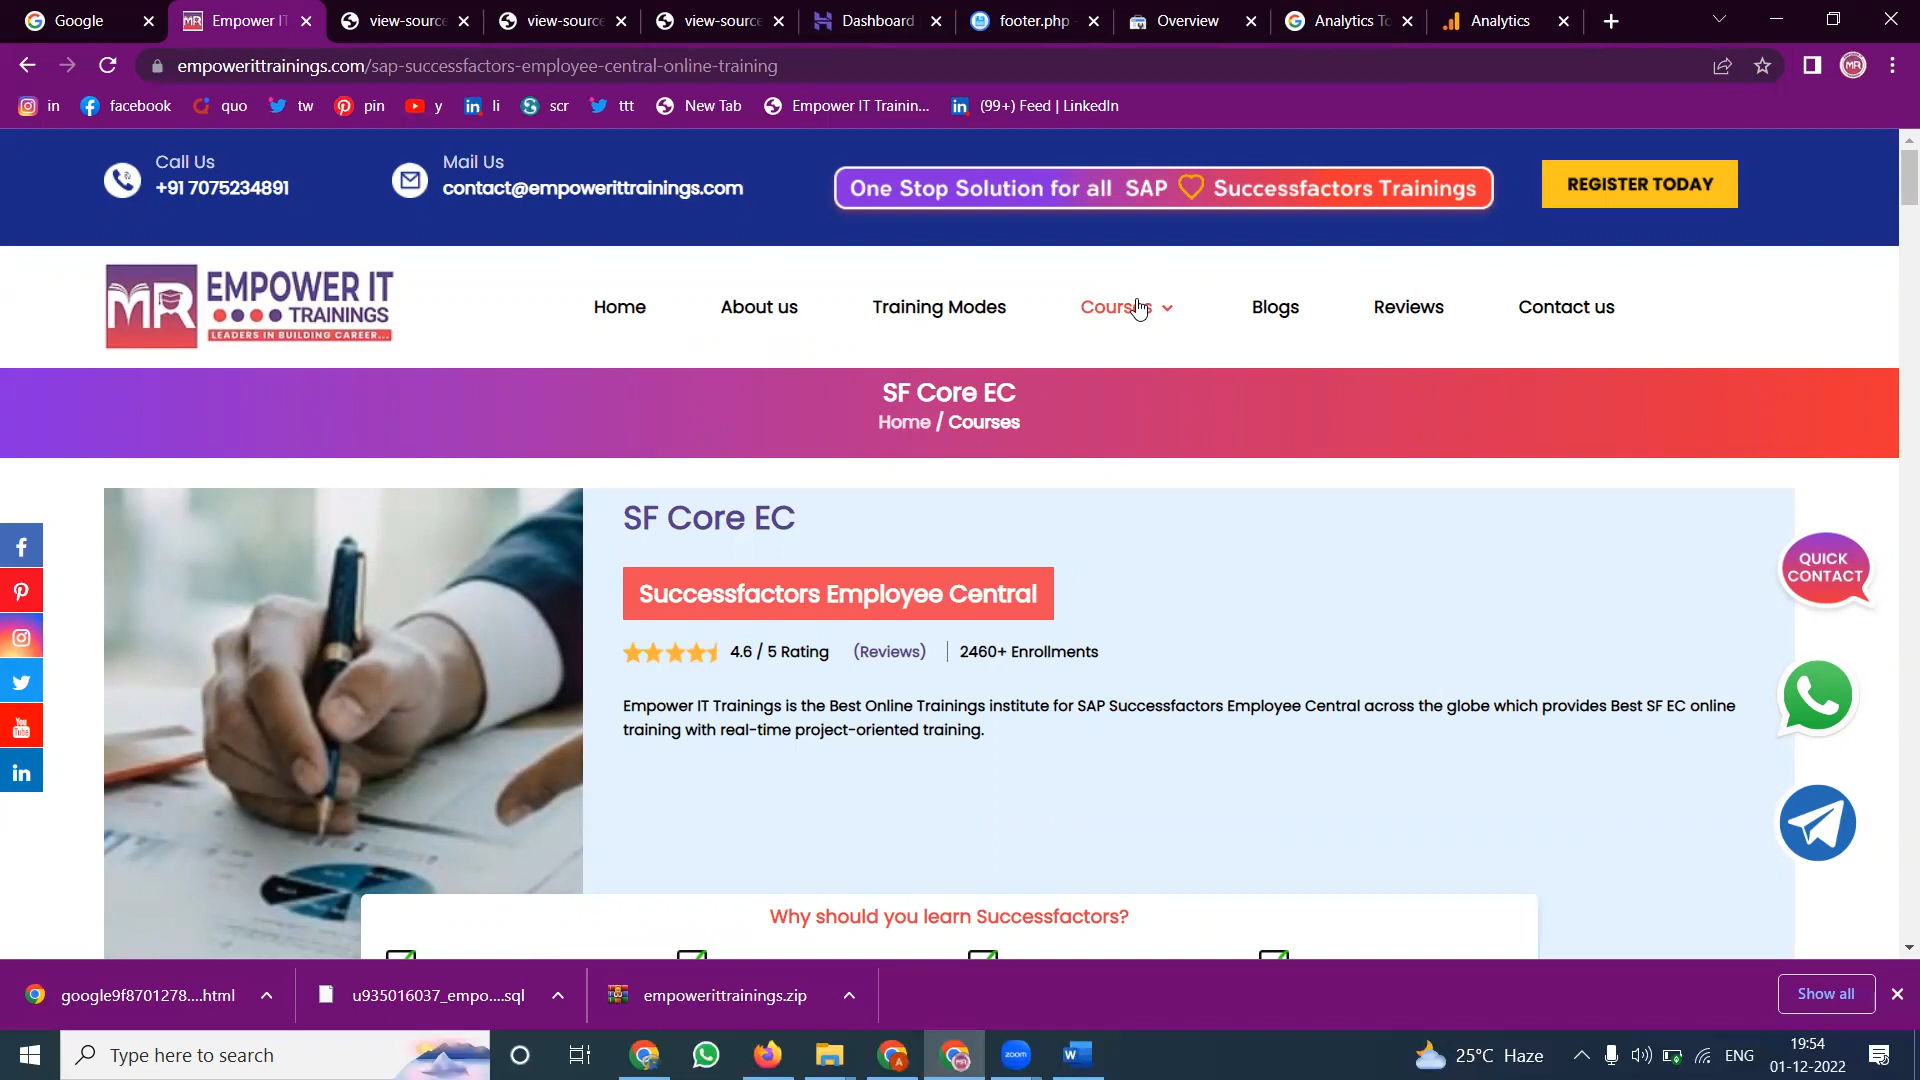 Google
Empower IT
view-source
view-source
view-source
Dashboard
footer.php
Overview
Analytics To
Analytics
empowerittrainings.com/sap-successfactors-employee-central-online-training
in
facebook
quo
tw
pin
y
li
scr
ttt
New Tab
Empower IT Trainin...
(99+) Feed | LinkedIn
Call Us
+91 7075234891
Mail Us
contact@empowerittrainings.com
One Stop Solution for all SAP Successfactors Trainings
REGISTER TODAY
MR
EMPOWER IT
TRAININGS
LEADERS IN BUILDING CAREER...
Home
About us
Training Modes
Courses
Blogs
Reviews
Contact us
SF Core EC
Home / Courses
SF Core EC
Successfactors Employee Central
4.6 / 5 Rating
(Reviews)
2460+ Enrollments
Empower IT Trainings is the Best Online Trainings institute for SAP Successfactors Employee Central across the globe which provides Best SF EC online
training with real-time project-oriented training.
QUICK
CONTACT
Why should you learn Successfactors?
google9f8701278....html
u935016037_empo....sql
empowerittrainings.zip
Show all
Type here to search
zoom
25°C Haze
ENG
19:54
01-12-2022